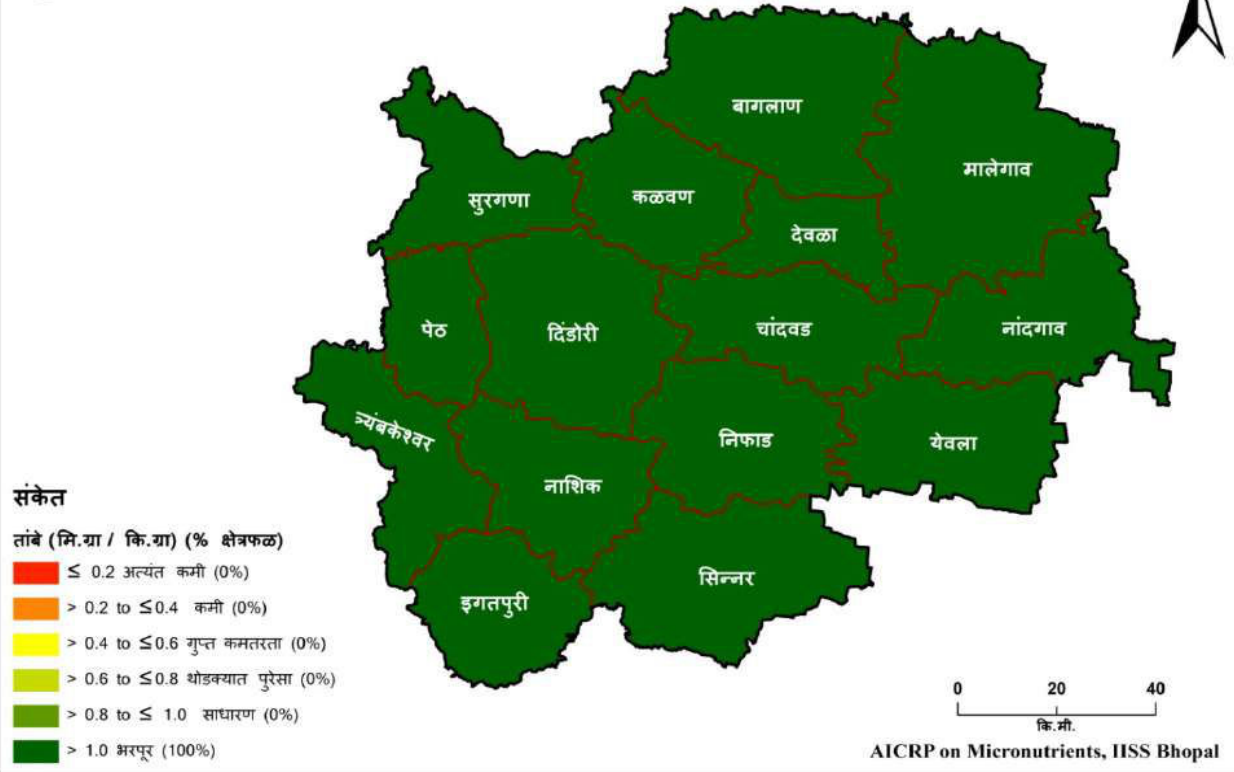 बागलाण
मालेगाव
सुरगणा
कळवण
देवळा
पेठ
दिंडोरी
चांदवड
नांदगाव
त्र्यंबकेश्वर
निफाड
येवला
नाशिक
सिन्नर
इगतपुरी
संकेत
तांबे (मि.ग्रा / कि.ग्रा) (% क्षेत्रफळ)
≤ 0.2 अत्यंत कमी (0%)
> 0.2 to ≤0.4 कमी (0%)
> 0.4 to ≤0.6 गुप्त कमतरता (0%)
> 0.6 to ≤0.8 थोडक्यात पुरेसा (0%)
> 0.8 to ≤ 1.0 साधारण (0%)
> 1.0 भरपूर (100%)
0 20 40
कि.मी.
AICRP on Micronutrients, IISS Bhopal